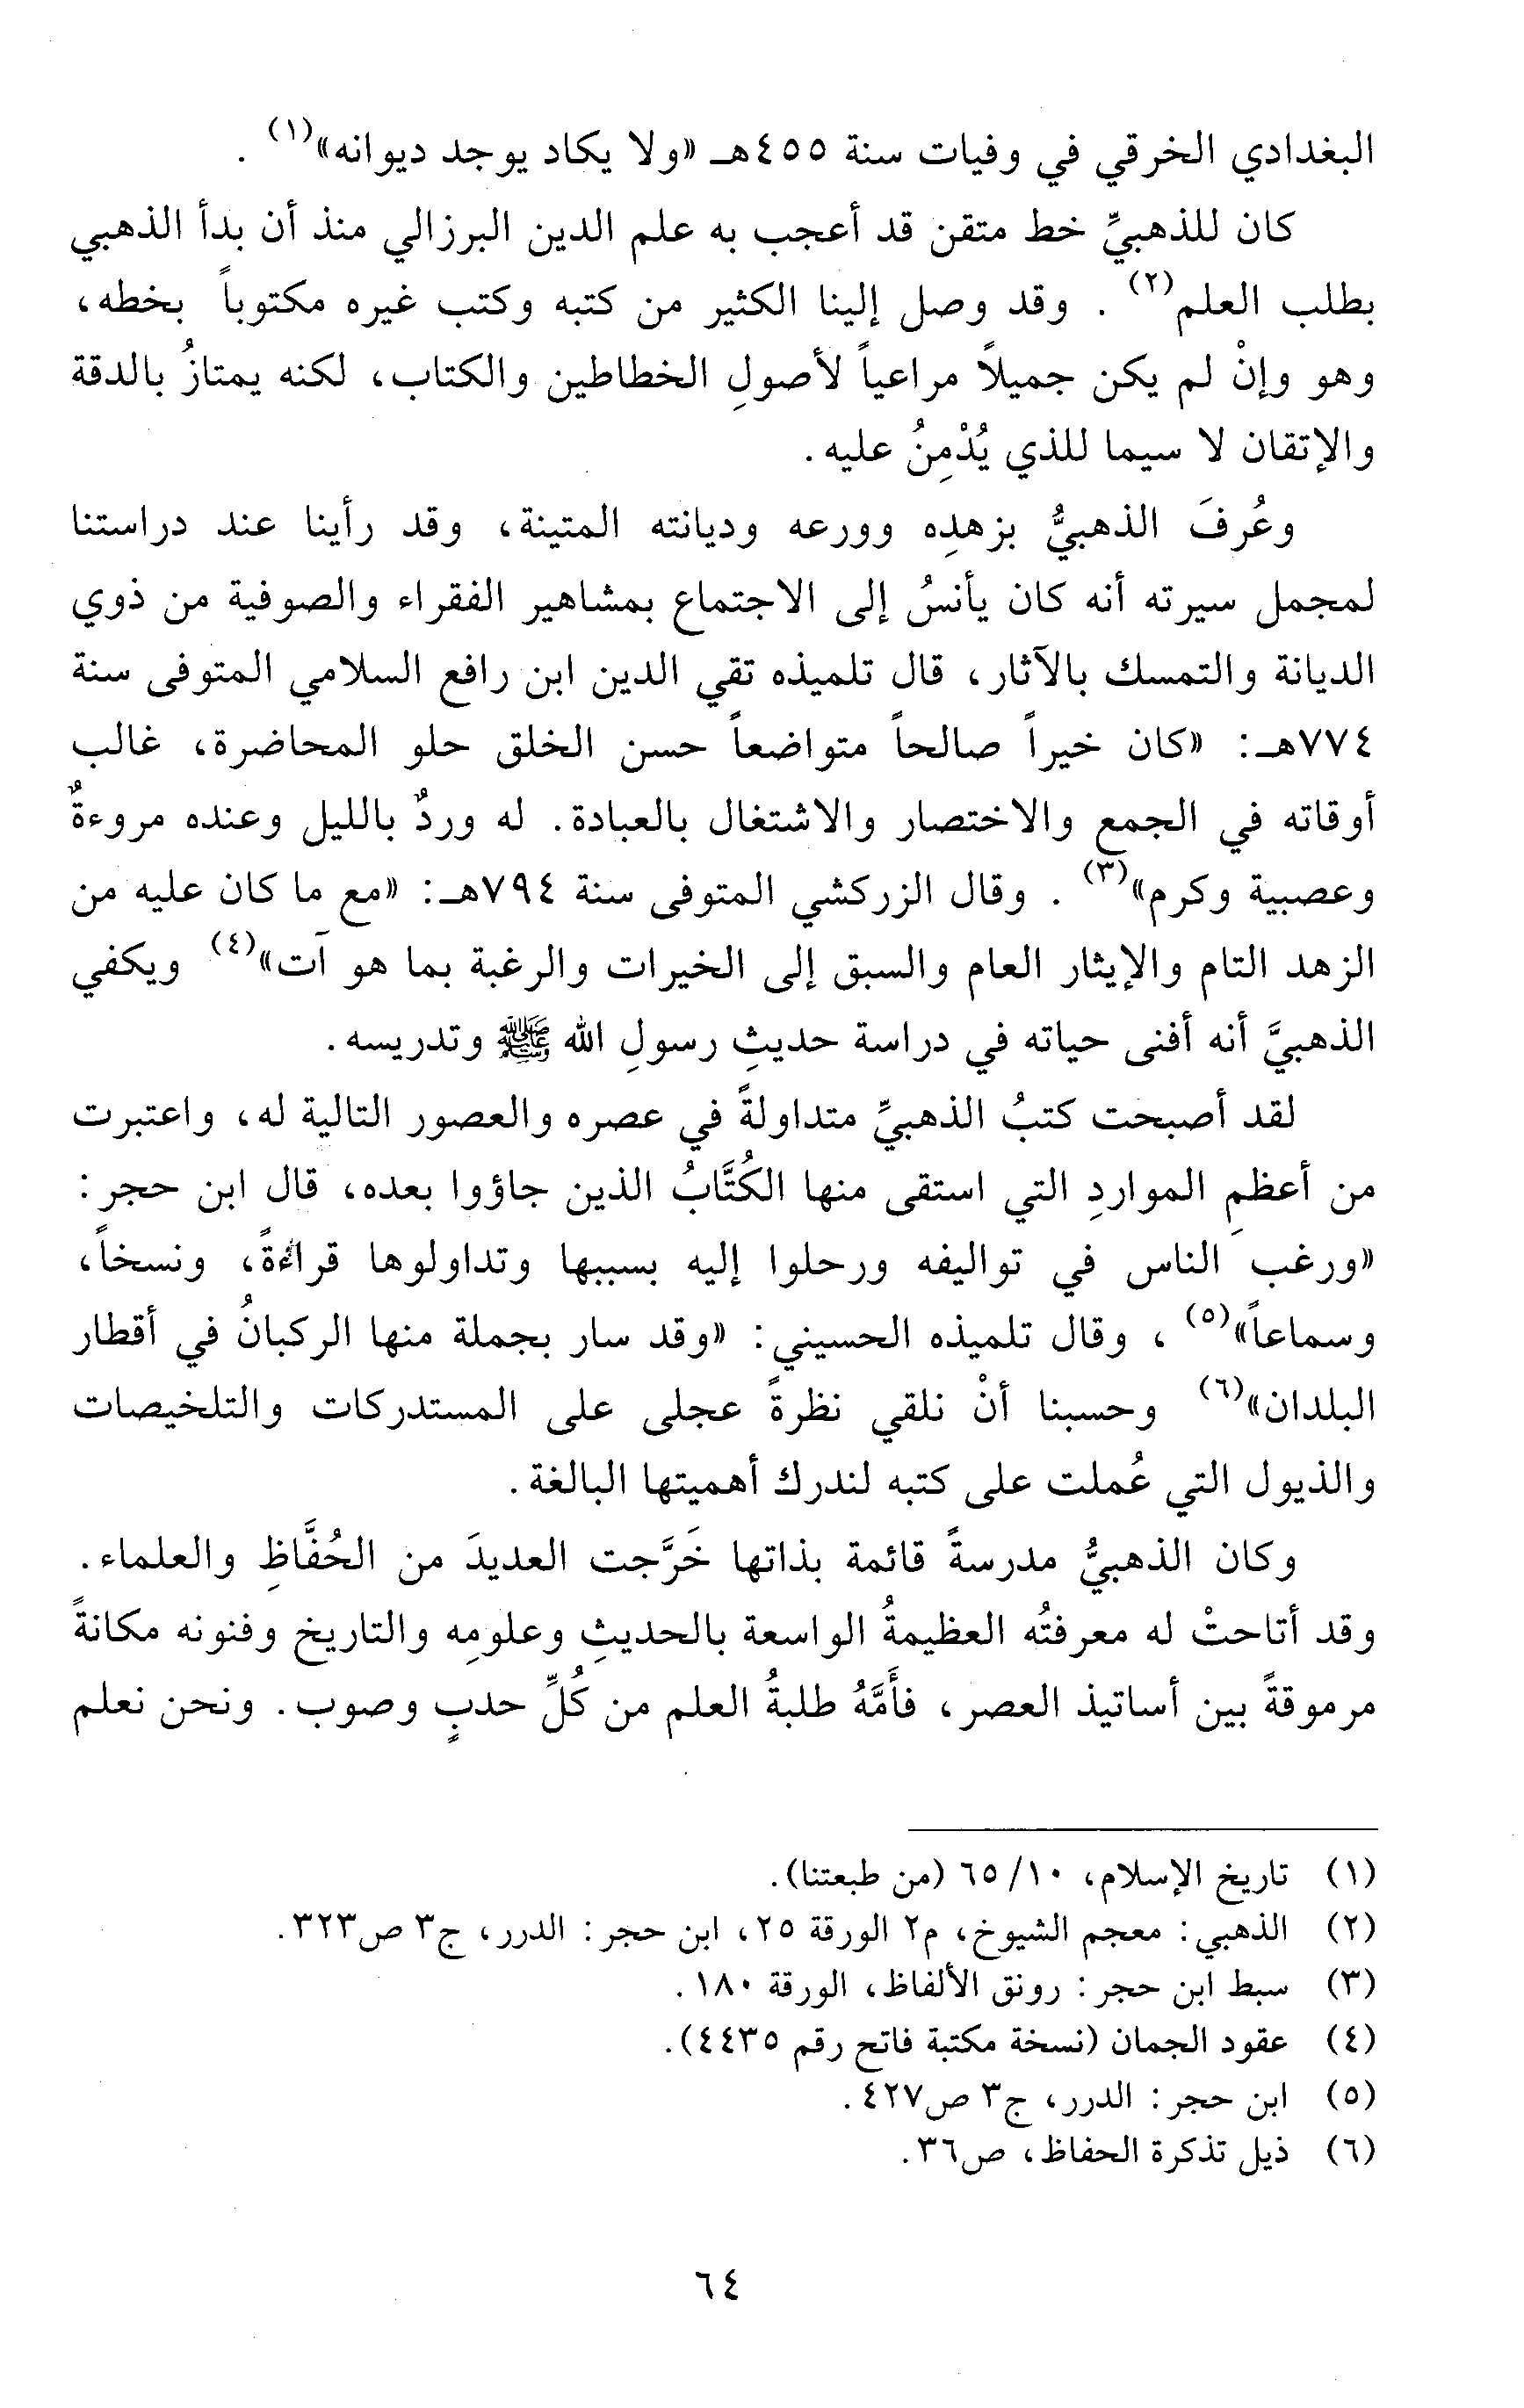 البغدادي الخرقي في وفيات سنة ٤٥٥هـ «ولا يكاد يوجد ديوانه»(١) .
كان للذهبيِّ خط متقن قد أعجب به علم الدين البرزالي منذ أن بدأ الذهبي
بطلب العلم(٢) . وقد وصل إلينا الكثير من كتبه وكتب غيره مكتوباً بخطه،
وهو وإنْ لم يكن جميلًا مراعياً لأصولِ الخطاطين والكتاب، لكنه يمتازُ بالدقة
والإتقان لا سيما للذي يُدْمِنُ عليه .
وعُرفَ الذهبيُّ بزهدِه وورعه وديانته المتينة، وقد رأينا عند دراستنا
لمجمل سيرته أنه كان يأنسُ إلى الاجتماع بمشاهير الفقراء والصوفية من ذوي
الديانة والتمسك بالآثار، قال تلميذه تقي الدين ابن رافع السلامي المتوفى سنة
٧٧٤هـ: «كان خيراً صالحاً متواضعاً حسن الخلق حلو المحاضرة، غالب
أوقاته في الجمع والاختصار والاشتغال بالعبادة. له وردٌ بالليل وعنده مروءةٌ
وعصبية وكرم»(٣) . وقال الزركشي المتوفى سنة ٧٩٤هـ: «مع ما كان عليه من
الزهد التام والإيثار العام والسبق إلى الخيرات والرغبة بما هو آت»(٤) ويكفي
الذهبيَّ أنه أفنى حياته في دراسة حديثِ رسولِ الله ﷺ وتدريسه .
لقد أصبحت كتبُ الذهبيِّ متداولةً في عصره والعصور التالية له، واعتبرت
من أعظمِ المواردِ التي استقى منها الكُتَّابُ الذين جاؤوا بعده، قال ابن حجر:
«ورغب الناس في تواليفه ورحلوا إليه بسببها وتداولوها قراءةً، ونسخاً،
وسماعاً»(٥) ، وقال تلميذه الحسيني: «وقد سار بجملة منها الركبانُ في أقطار
البلدان»(٦) وحسبنا أنْ نلقي نظرةً عجلى على المستدركات والتلخيصات
والذيول التي عُملت على كتبه لندرك أهميتها البالغة .
وكان الذهبيُّ مدرسةً قائمة بذاتها خَرَّجت العديدَ من الحُفَّاظِ والعلماء.
وقد أتاحتْ له معرفتُه العظيمةُ الواسعة بالحديثِ وعلومِه والتاريخ وفنونه مكانةً
مرموقةً بين أساتيذ العصر، فأَمَّهُ طلبةُ العلم من كُلِّ حدبٍ وصوب. ونحن نعلم
(١) تاريخ الإسلام، ١٠/ ٦٥ (من طبعتنا).
(٢) الذهبي: معجم الشيوخ، م٢ الورقة ٢٥، ابن حجر: الدرر، ج٣ ص٣٢٣.
(٣) سبط ابن حجر: رونق الألفاظ، الورقة ١٨٠.
(٤) عقود الجمان (نسخة مكتبة فاتح رقم ٤٤٣٥).
(٥) ابن حجر: الدرر، ج٣ ص٤٢٧.
(٦) ذيل تذكرة الحفاظ، ص٣٦.
٦٤